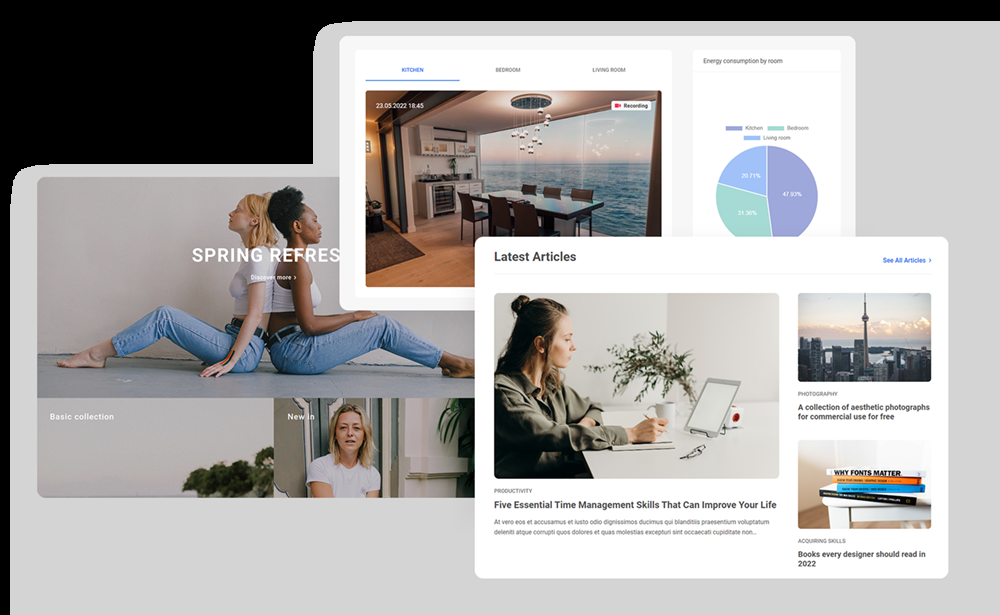 KITCHEN
BEDROOM
LIVING ROOM
23.05.2022 18:45
Recording
Energy consumption by room
Kitchen
Bedroom
Living room
20.71%
47.93%
31.36%
SPRING REFRES
Discover more >
Basic collection
New in
Latest Articles
See All Articles >
PRODUCTIVITY
Five Essential Time Management Skills That Can Improve Your Life
At vero eos et accusamus et iusto odio dignissimos ducimus qui blanditiis praesentium voluptatum
deleniti atque corrupti quos dolores et quas molestias excepturi sint occaecati cupiditate non...
PHOTOGRAPHY
A collection of aesthetic photographs
for commercial use for free
WHY FONTS MATTER
ACQUIRING SKILLS
Books every designer should read in
2022